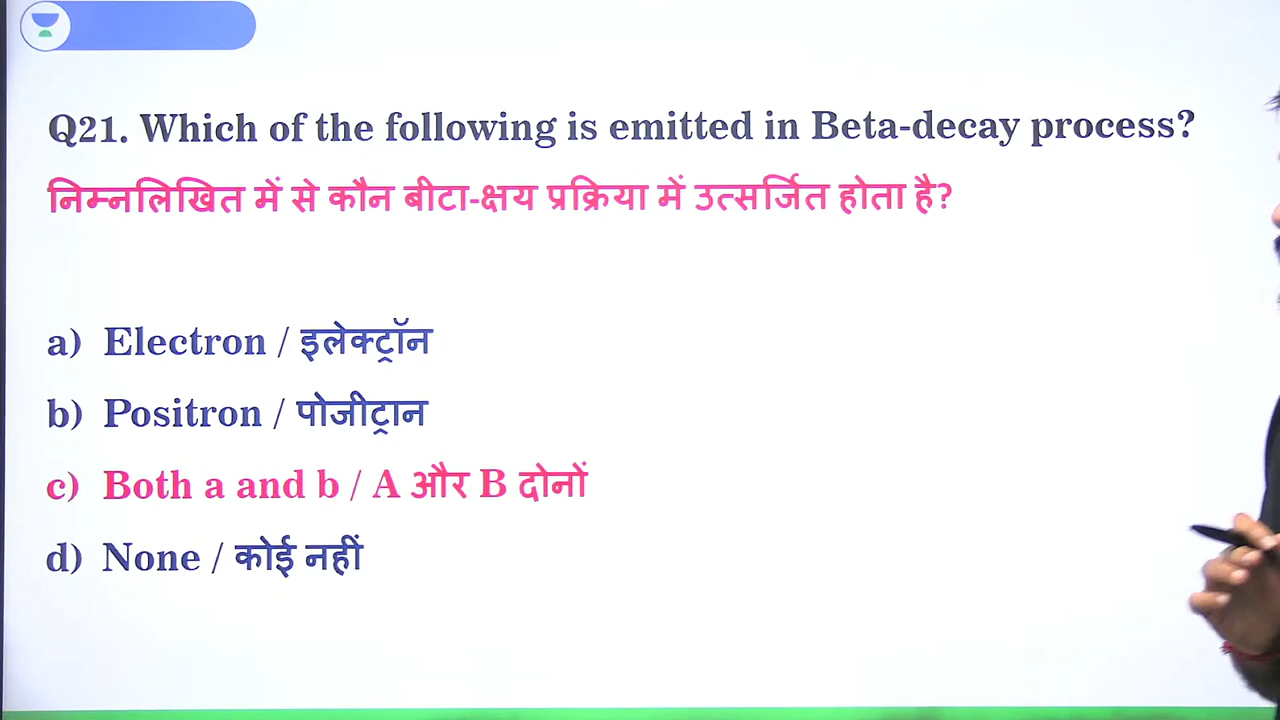 Q21. Which of the following is emitted in Beta-decay process?
निम्नलिखित में से कौन बीटा-क्षय प्रक्रिया में उत्सर्जित होता है?
a) Electron / इलेक्ट्रॉन
b) Positron / पोजीट्रान
c) Both a and b / A और B दोनों
d) None / कोई नहीं